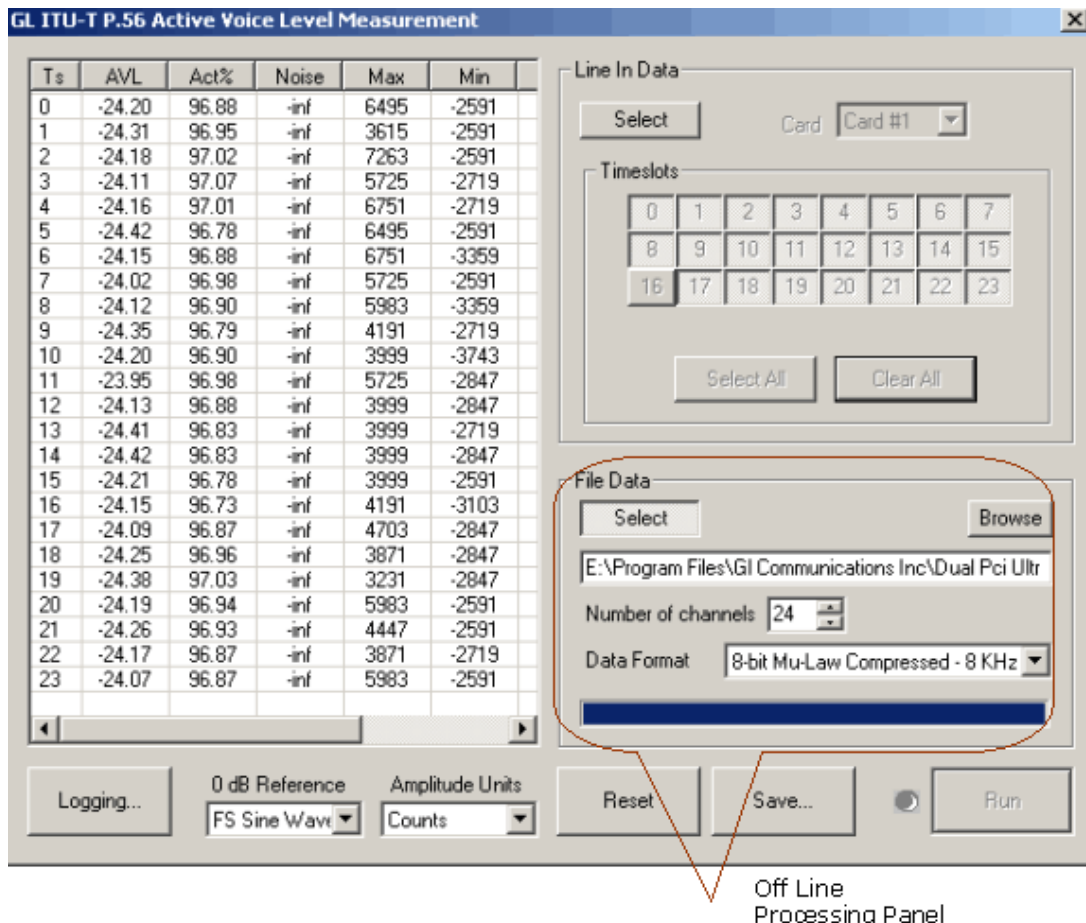 GL ITU-T P.56 Active Voice Level Measurement
Ts AVL Act% Noise Max Min
0 -24.20 96.88 -inf 6495 -2591
1 -24.31 96.95 -inf 3615 -2591
2 -24.18 97.02 -inf 7263 -2591
3 -24.11 97.07 -inf 5725 -2719
4 -24.16 97.01 -inf 6751 -2719
5 -24.42 96.78 -inf 6495 -2591
6 -24.15 96.88 -inf 6751 -3359
7 -24.02 96.98 -inf 5725 -2591
8 -24.12 96.90 -inf 5983 -3359
9 -24.35 96.79 -inf 4191 -2719
10 -24.20 96.90 -inf 3999 -3743
11 -23.95 96.98 -inf 5725 -2847
12 -24.13 96.88 -inf 3999 -2847
13 -24.41 96.83 -inf 3999 -2719
14 -24.42 96.83 -inf 3999 -2847
15 -24.21 96.78 -inf 3999 -2591
16 -24.15 96.73 -inf 4191 -3103
17 -24.09 96.87 -inf 4703 -2847
18 -24.25 96.96 -inf 3871 -2847
19 -24.38 97.03 -inf 3231 -2847
20 -24.19 96.94 -inf 5983 -2591
21 -24.26 96.93 -inf 4447 -2591
22 -24.17 96.87 -inf 3871 -2719
23 -24.07 96.87 -inf 5983 -2591
Line In Data
Select Card Card #1
Timeslots
0 1 2 3 4 5 6 7
8 9 10 11 12 13 14 15
16 17 18 19 20 21 22 23
Select All Clear All
File Data
Select Browse
E:\Program Files\Gl Communications Inc\Dual Pci Ultr
Number of channels 24
Data Format 8-bit Mu-Law Compressed - 8 KHz
Logging...
0 dB Reference
FS Sine Wave
Amplitude Units
Counts
Reset Save... Run
Off Line
Processing Panel